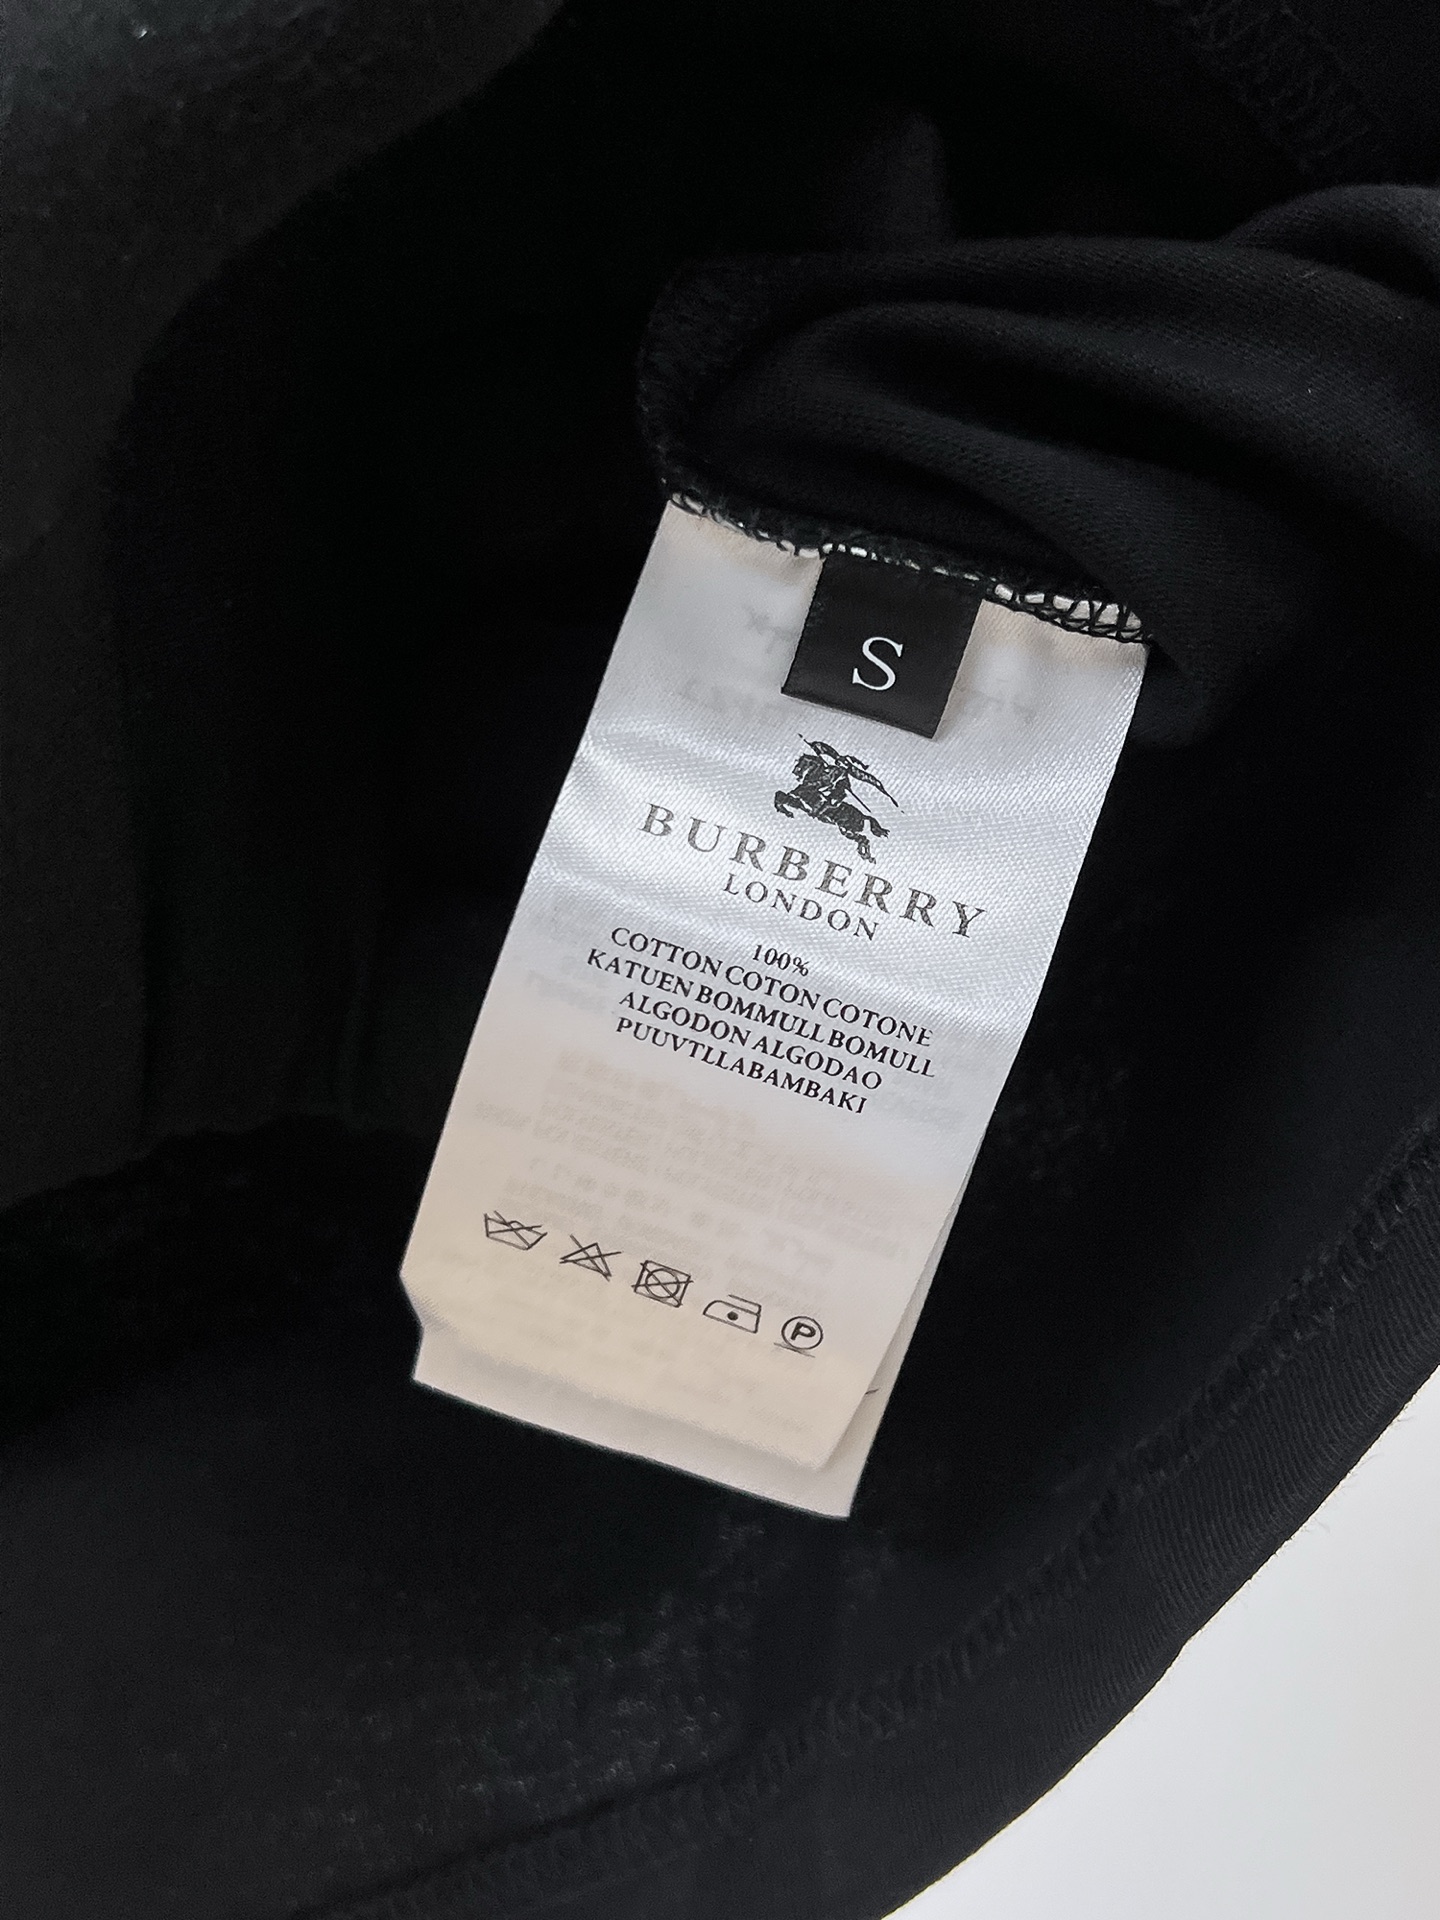 S
BURBERRY
LONDON
100%
COTTON COTON COTONE
KATUEN BOMMULL BOMULL
ALGODON ALGODAO
PUUVTLLABAMBAKI
P